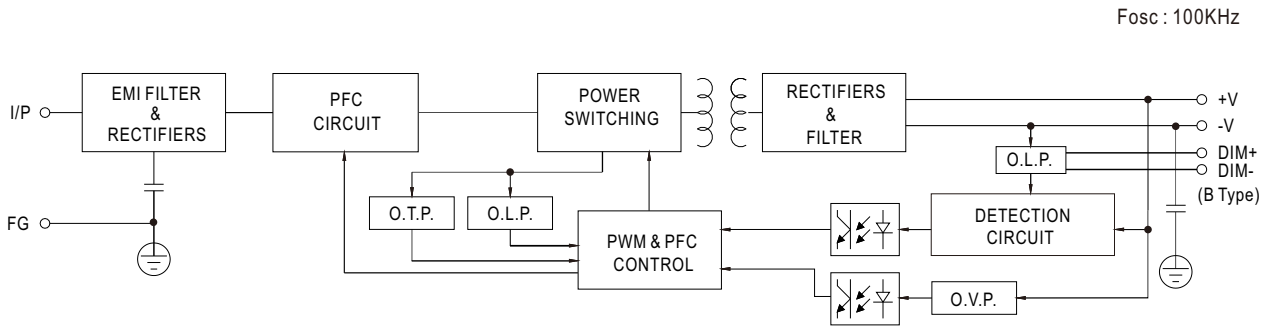 Fosc : 100KHz
I/P
EMI FILTER
&
RECTIFIERS
PFC
CIRCUIT
POWER
SWITCHING
RECTIFIERS
&
FILTER
+V
-V
DIM+
DIM-
(B Type)
O.L.P.
FG
O.T.P.
O.L.P.
PWM & PFC
CONTROL
DETECTION
CIRCUIT
O.V.P.